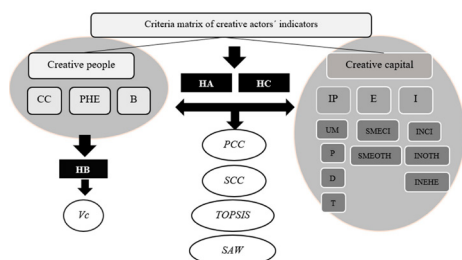 Criteria matrix of creative actors´ indicators
Creative people
Creative capital
CC PHE B
HA HC
IP E I
UM SMECI INCI
P SMEOTH INOTH
D INEHE
T
HB
Vc
PCC
SCC
TOPSIS
SAW